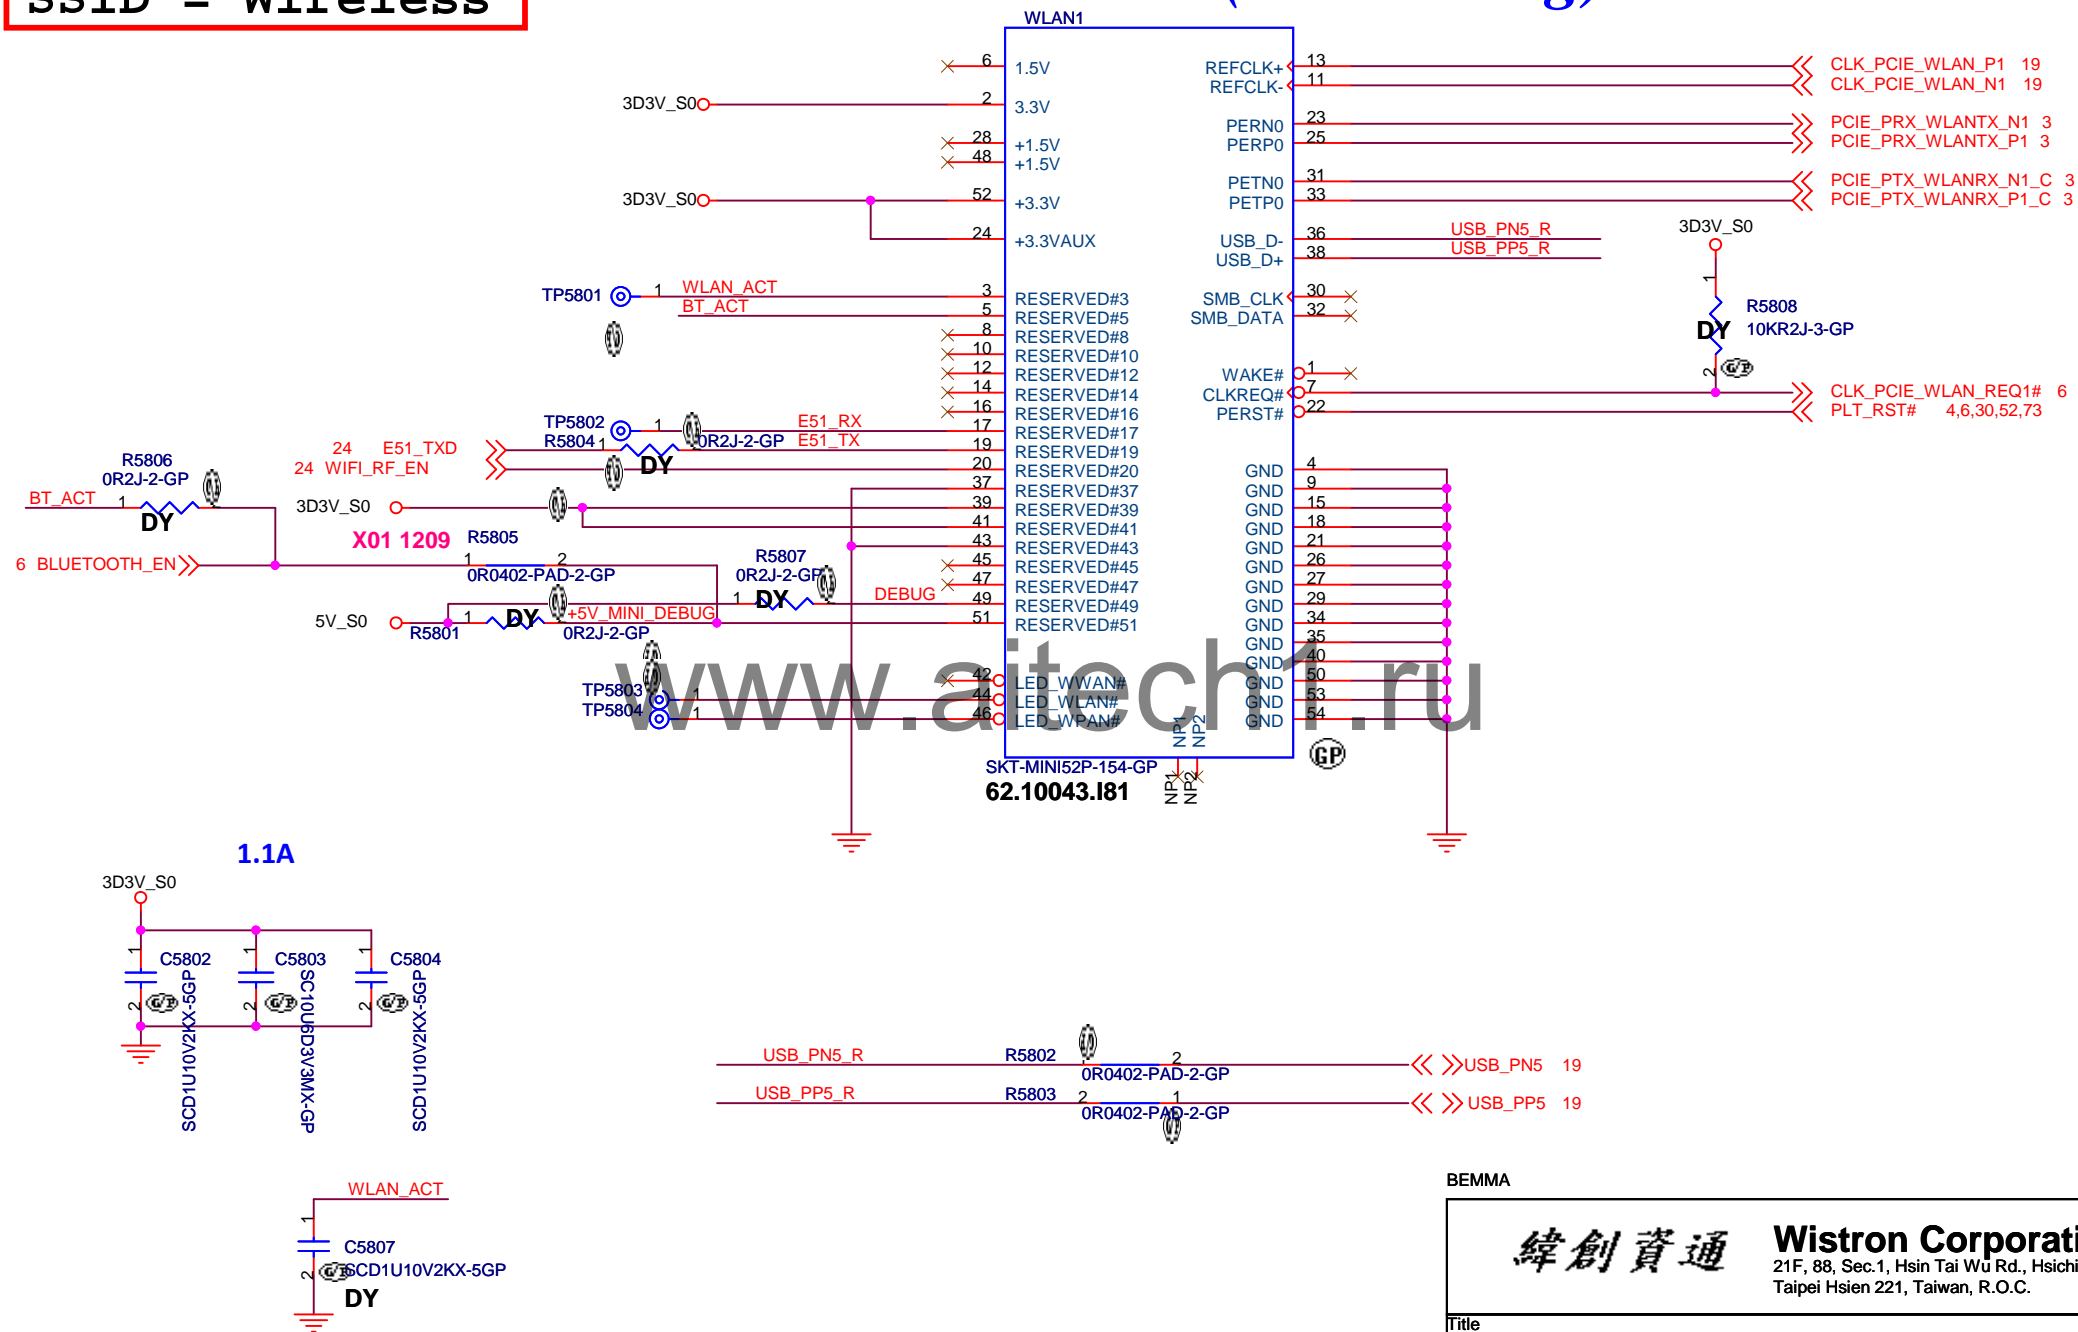 SSID = Wireless
WLAN1
6 1.5V
3D3V_S0 2 3.3V
28 +1.5V
48 +1.5V
3D3V_S0 52 +3.3V
24 +3.3VAUX
TP5801 1 WLAN_ACT 3 RESERVED#3
BT_ACT 5 RESERVED#5
8 RESERVED#8
10 RESERVED#10
12 RESERVED#12
14 RESERVED#14
16 RESERVED#16
TP5802 1 E51_RX 17 RESERVED#17
24 E51_TXD R5804 1 0R2J-2-GP E51_TX 19 RESERVED#19
DY
24 WIFI_RF_EN 20 RESERVED#20
37 RESERVED#37
3D3V_S0 39 RESERVED#39
41 RESERVED#41
43 RESERVED#43
45 RESERVED#45
47 RESERVED#47
DEBUG 49 RESERVED#49
51 RESERVED#51
R5806
0R2J-2-GP
BT_ACT 1
DY
X01 1209
R5805
6 BLUETOOTH_EN 1 2
0R0402-PAD-2-GP
R5807
0R2J-2-GP
1 DY 2
5V_S0 R5801 1 DY +5V_MINI_DEBUG
0R2J-2-GP
42 LED_WWAN#
TP5803 1 44 LED_WLAN#
TP5804 1 46 LED_WPAN#
REFCLK+ 13 CLK_PCIE_WLAN_P1 19
REFCLK- 11 CLK_PCIE_WLAN_N1 19
PERN0 23 PCIE_PRX_WLANTX_N1 3
PERP0 25 PCIE_PRX_WLANTX_P1 3
PETN0 31 PCIE_PTX_WLANRX_N1_C 3
PETP0 33 PCIE_PTX_WLANRX_P1_C 3
USB_D- 36 USB_PN5_R
USB_D+ 38 USB_PP5_R
3D3V_S0
1
R5808
DY 10KR2J-3-GP
2
SMB_CLK 30
SMB_DATA 32
WAKE# 1
CLKREQ# 7 CLK_PCIE_WLAN_REQ1# 6
PERST# 22 PLT_RST# 4,6,30,52,73
GND 4
GND 9
GND 15
GND 18
GND 21
GND 26
GND 27
GND 29
GND 34
GND 35
GND 40
GND 50
GND 53
GND 54
NP1 NP2
NP1 NP2
GP
SKT-MINI52P-154-GP
62.10043.I81
www.aitech1.ru
1.1A
3D3V_S0
1 C5802 2 SCD1U10V2KX-5GP
1 C5803 2 SC10U6D3V3MX-GP
1 C5804 2 SCD1U10V2KX-5GP
USB_PN5_R R5802 2 USB_PN5 19
0R0402-PAD-2-GP
USB_PP5_R R5803 2 1 USB_PP5 19
0R0402-PAD-2-GP
WLAN_ACT
1
C5807
2 SCD1U10V2KX-5GP
DY
BEMMA
緯創資通 Wistron Corporati
21F, 88, Sec.1, Hsin Tai Wu Rd., Hsichi
Taipei Hsien 221, Taiwan, R.O.C.
Title